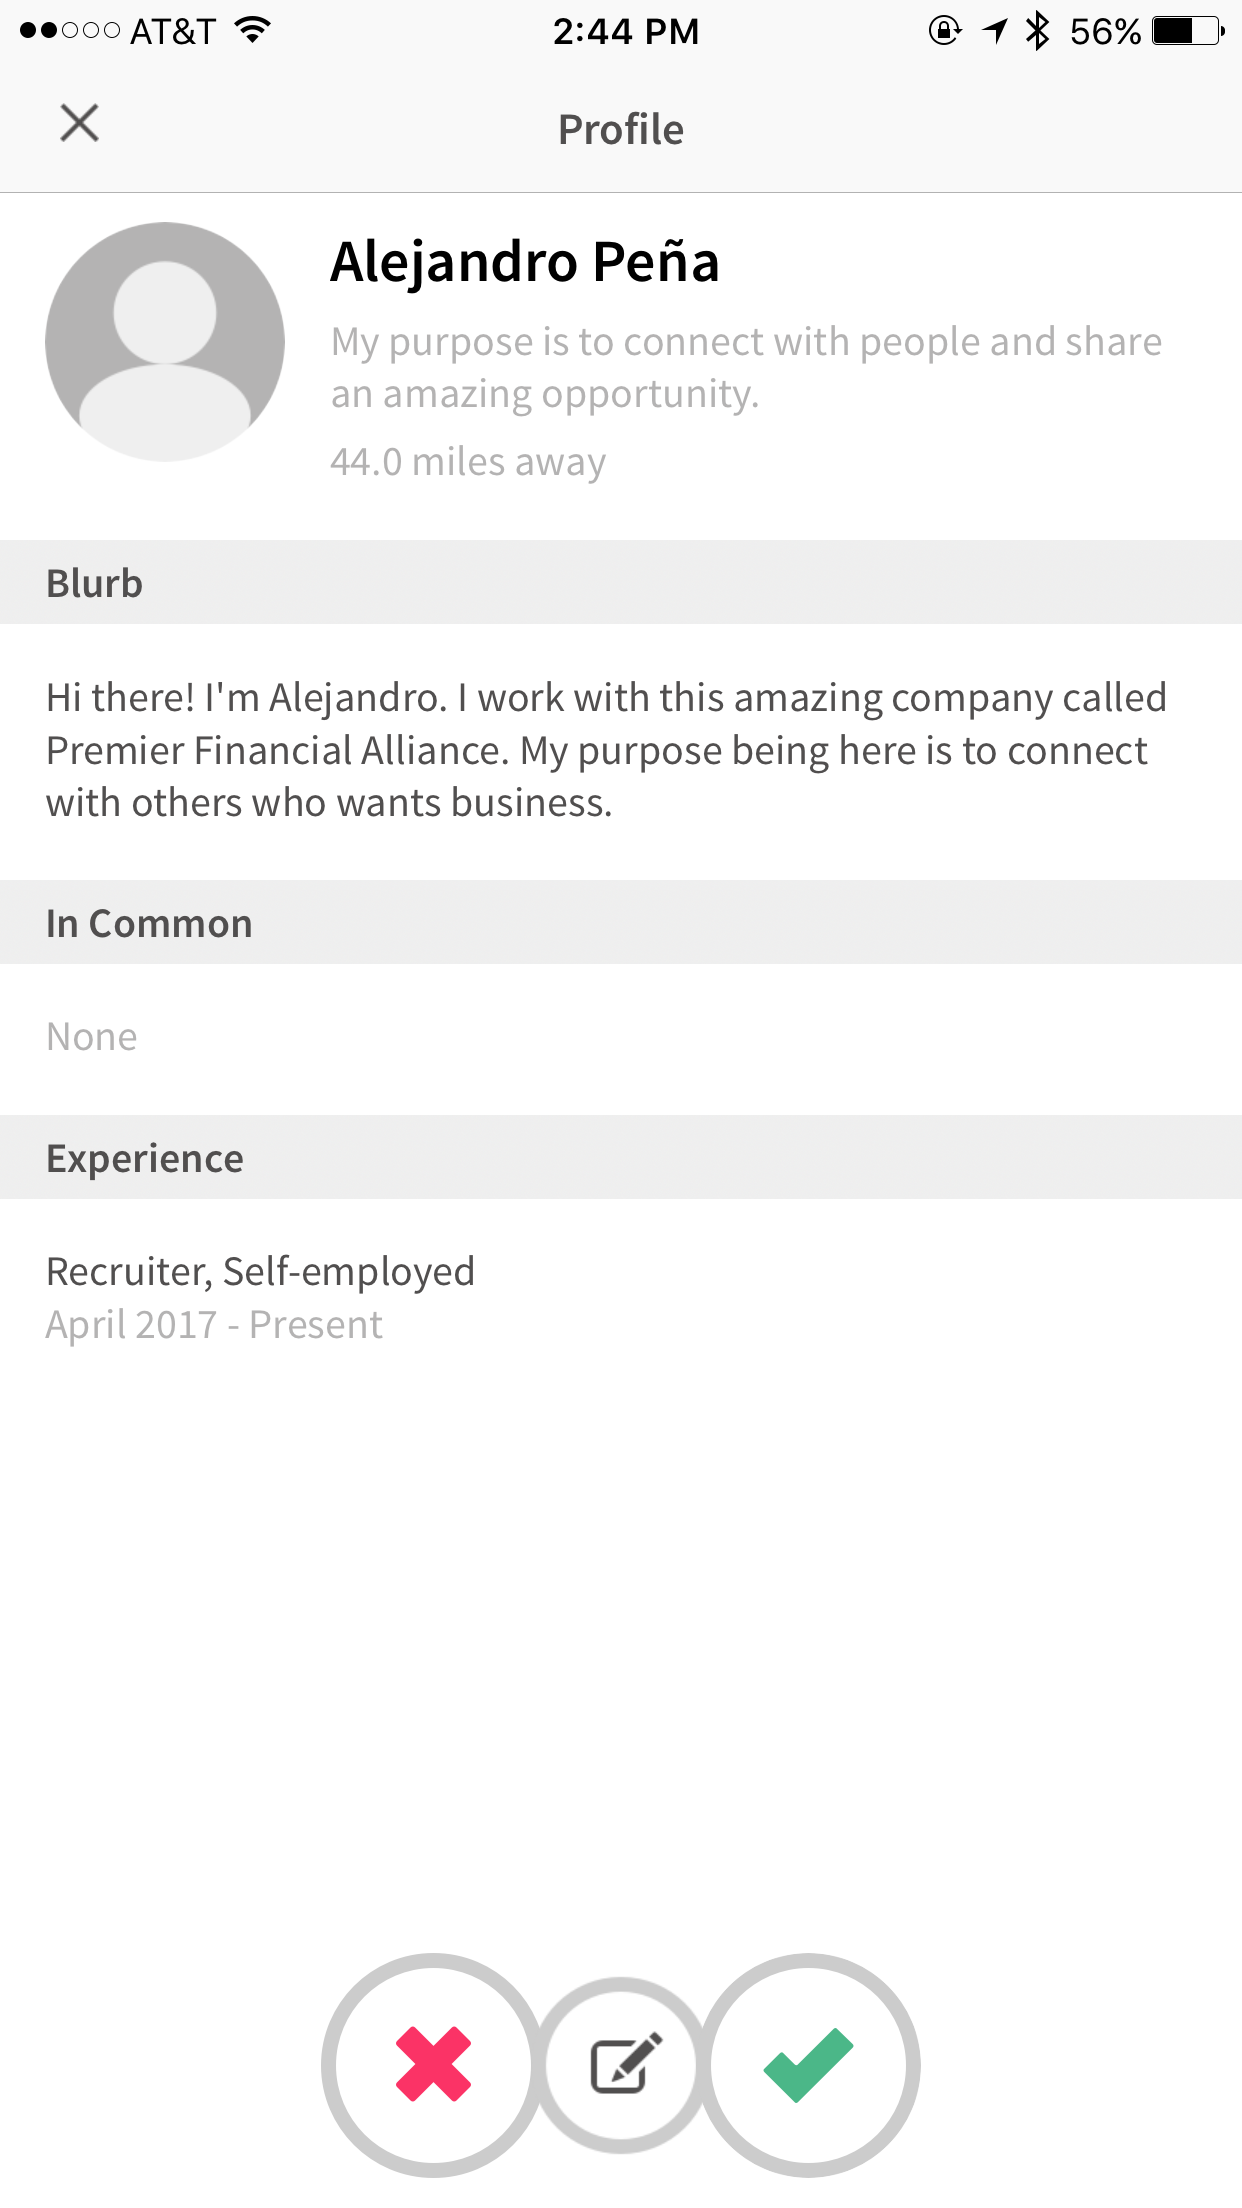 AT&T 2:44 PM 56%
Profile
Alejandro Peña
My purpose is to connect with people and share
an amazing opportunity.
44.0 miles away
Blurb
Hi there! I'm Alejandro. I work with this amazing company called
Premier Financial Alliance. My purpose being here is to connect
with others who wants business.
In Common
None
Experience
Recruiter, Self-employed
April 2017 - Present